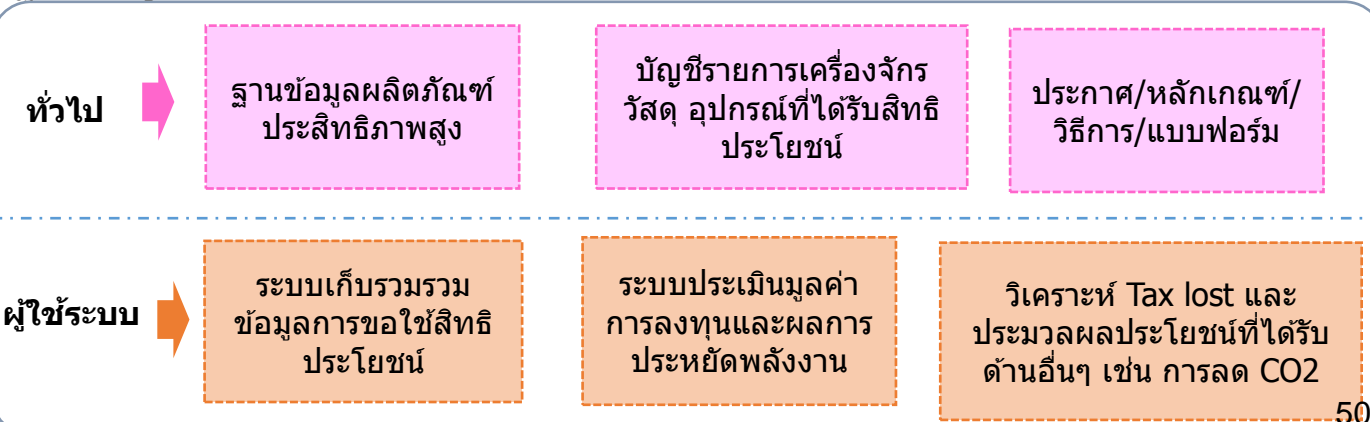 ทั่วไป
ฐานข้อมูลผลิตภัณฑ์
ประสิทธิภาพสูง
บัญชีรายการเครื่องจักร
วัสดุ อุปกรณ์ที่ได้รับสิทธิ
ประโยชน์
ประกาศ/หลักเกณฑ์/
วิธีการ/แบบฟอร์ม
ผู้ใช้ระบบ
ระบบเก็บรวมรวม
ข้อมูลการขอใช้สิทธิ
ประโยชน์
ระบบประเมินมูลค่า
การลงทุนและผลการ
ประหยัดพลังงาน
วิเคราะห์ Tax lost และ
ประมวลผลประโยชน์ที่ได้รับ
ด้านอื่นๆ เช่น การลด CO2
50